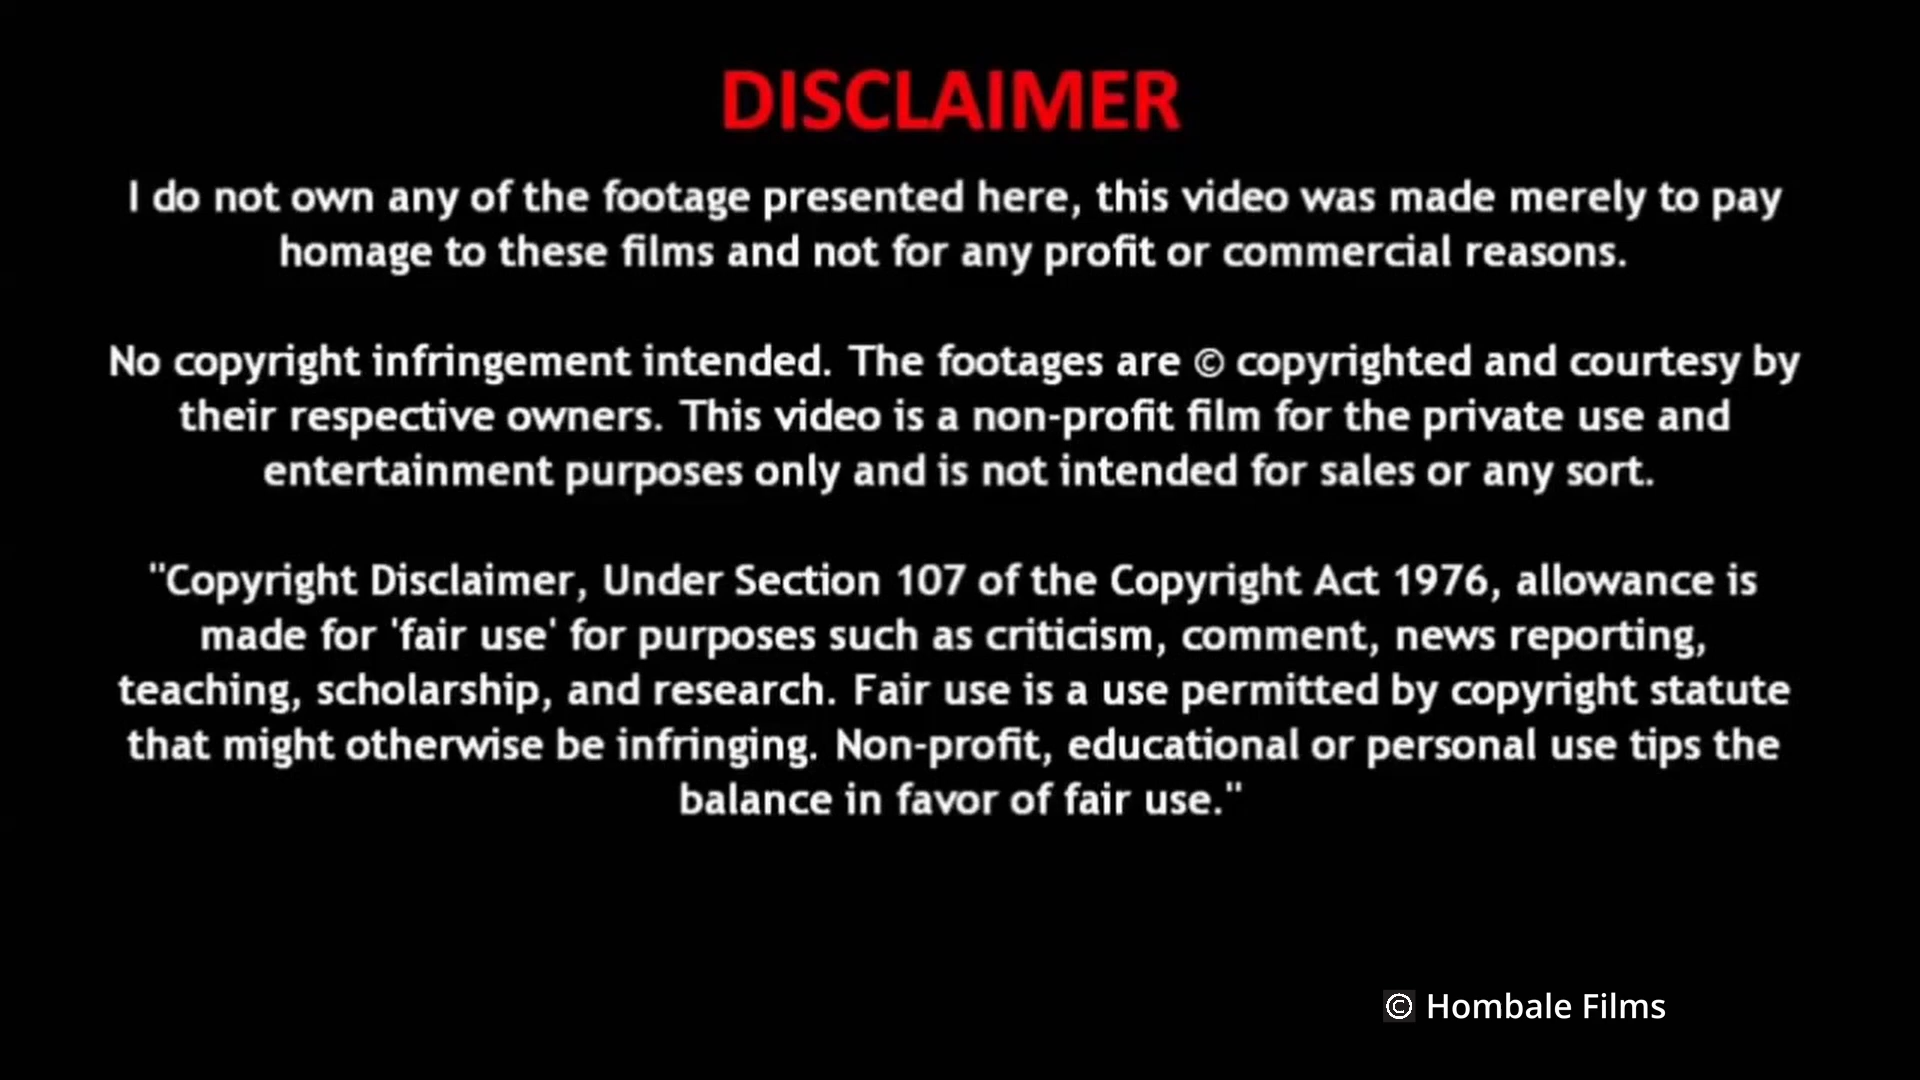 DISCLAIMER
I do not own any of the footage presented here, this video was made merely to pay
homage to these films and not for any profit or commercial reasons.
No copyright infringement intended. The footages are © copyrighted and courtesy by
their respective owners. This video is a non-profit film for the private use and
entertainment purposes only and is not intended for sales or any sort.
"Copyright Disclaimer, Under Section 107 of the Copyright Act 1976, allowance is
made for 'fair use' for purposes such as criticism, comment, news reporting,
teaching, scholarship, and research. Fair use is a use permitted by copyright statute
that might otherwise be infringing. Non-profit, educational or personal use tips the
balance in favor of fair use."
© Hombale Films